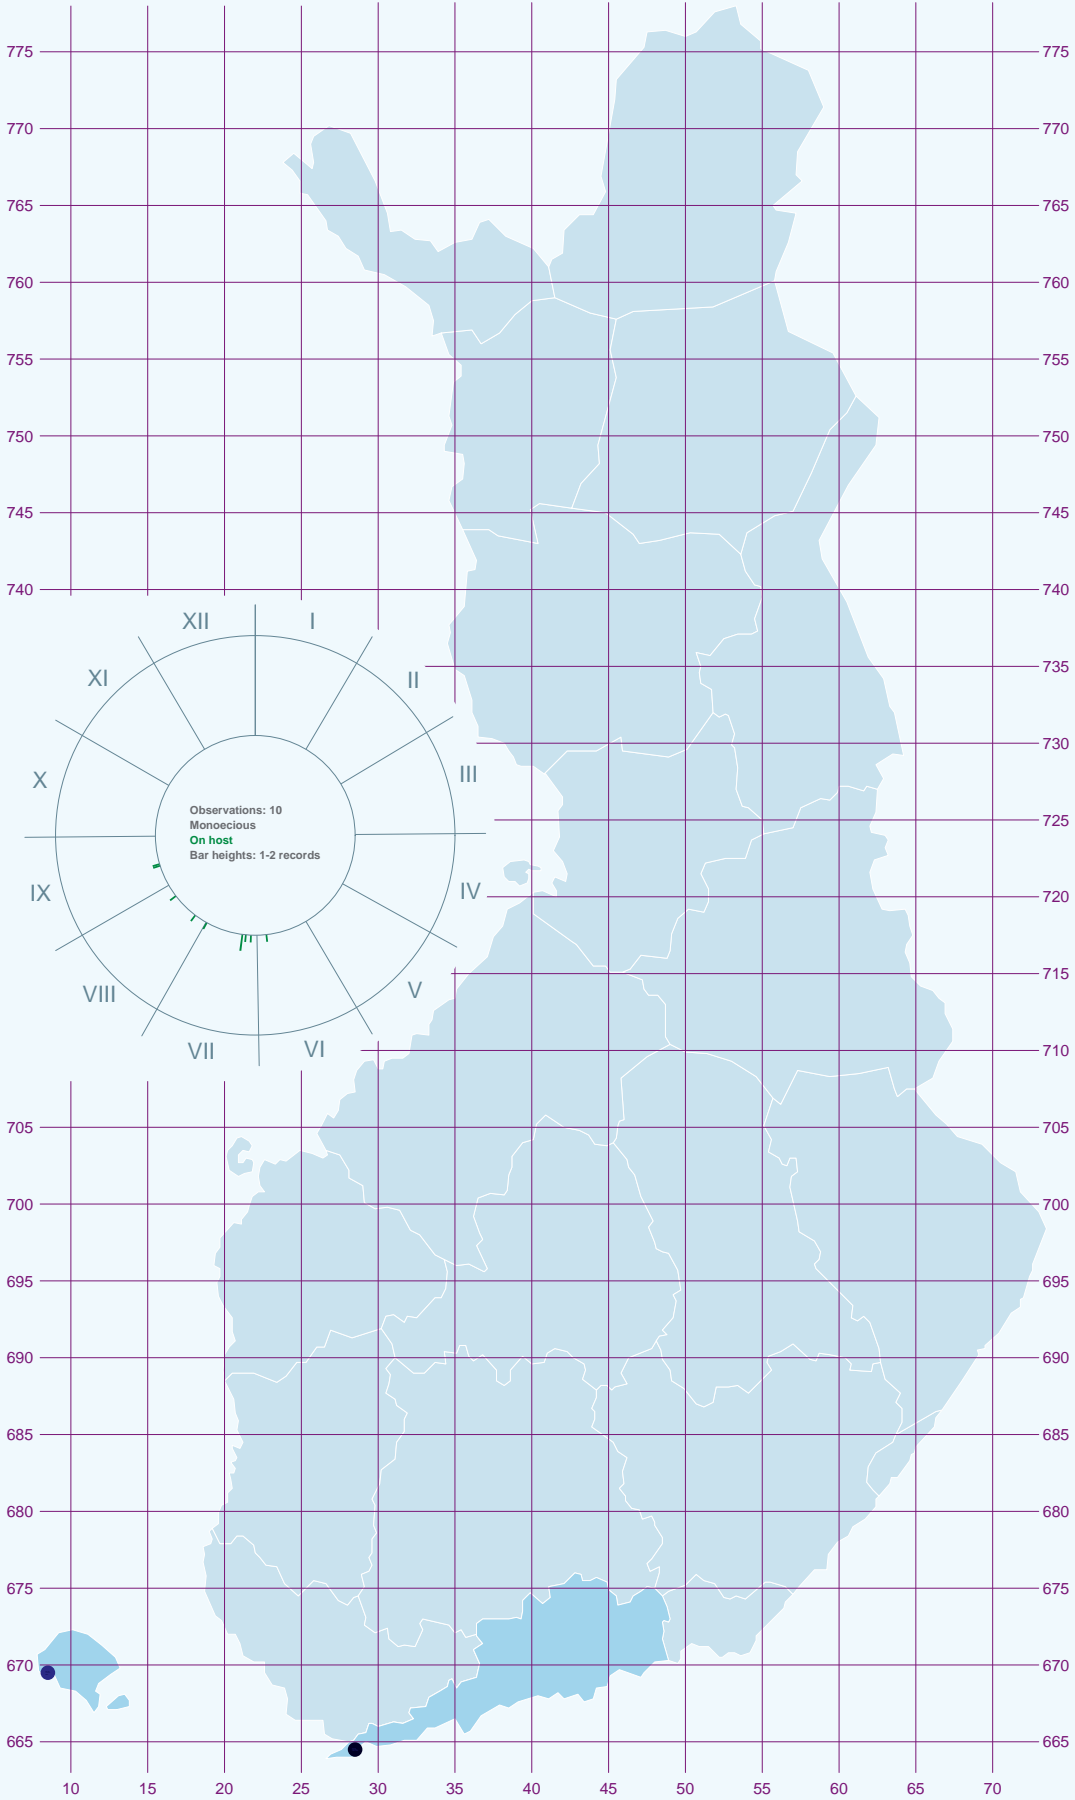 775 775
770 770
765 765
760 760
755 755
750 750
745 745
740 740
XII I
735
XI II
730
X III
Observations: 10
Monoecious
On host
Bar heights: 1-2 records
725
IX IV
720
VIII V
715
VII VI
710
705 705
700 700
695 695
690 690
685 685
680 680
675 675
670 670
665 665
10 15 20 25 30 35 40 45 50 55 60 65 70